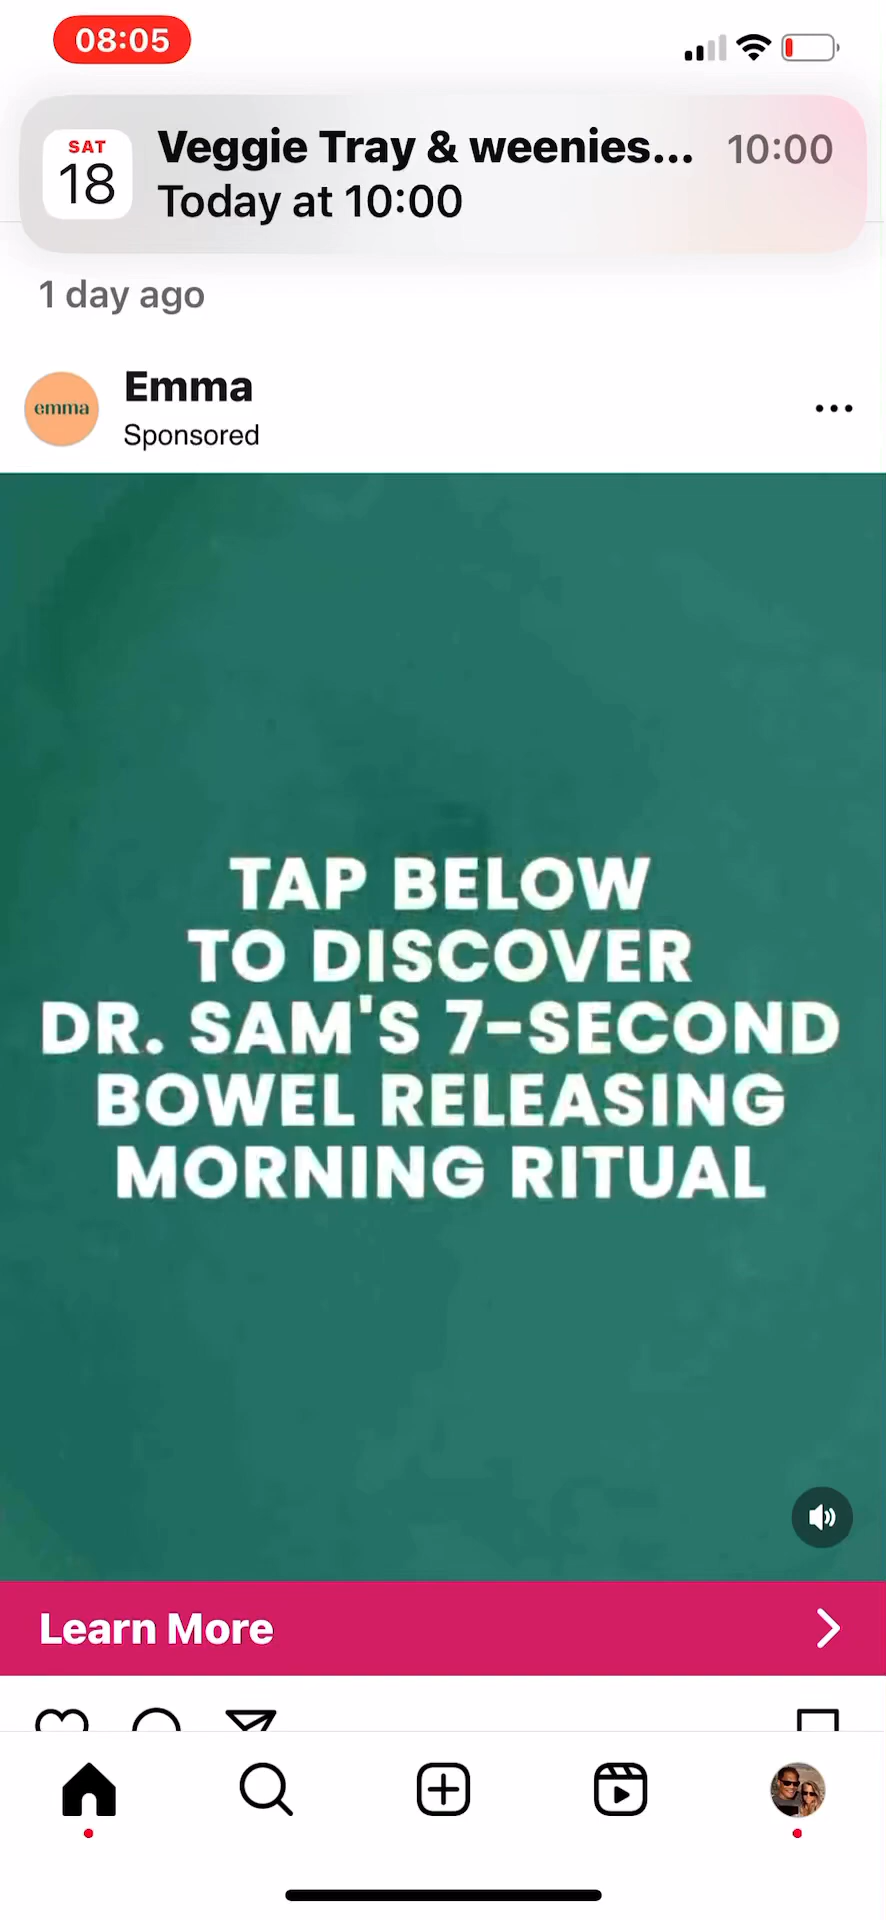 08:05
SAT
18
Veggie Tray & weenies...
10:00
Today at 10:00
1 day ago
emma
Emma
Sponsored
TAP BELOW
TO DISCOVER
DR. SAM'S 7-SECOND
BOWEL RELEASING
MORNING RITUAL
Learn More